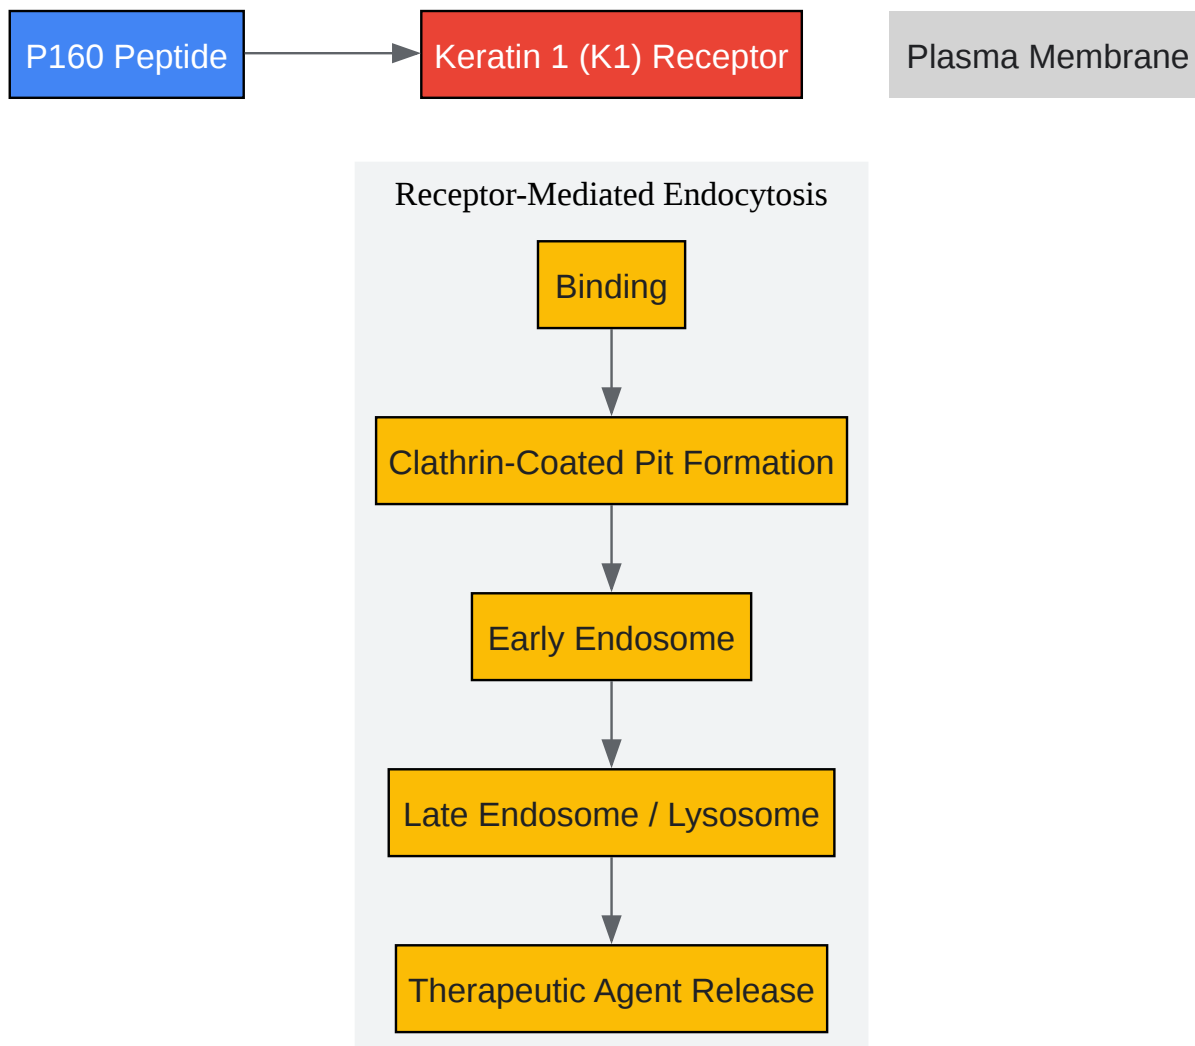 P160 Peptide
Keratin 1 (K1) Receptor
Plasma Membrane
Receptor-Mediated Endocytosis
Binding
Clathrin-Coated Pit Formation
Early Endosome
Late Endosome / Lysosome
Therapeutic Agent Release